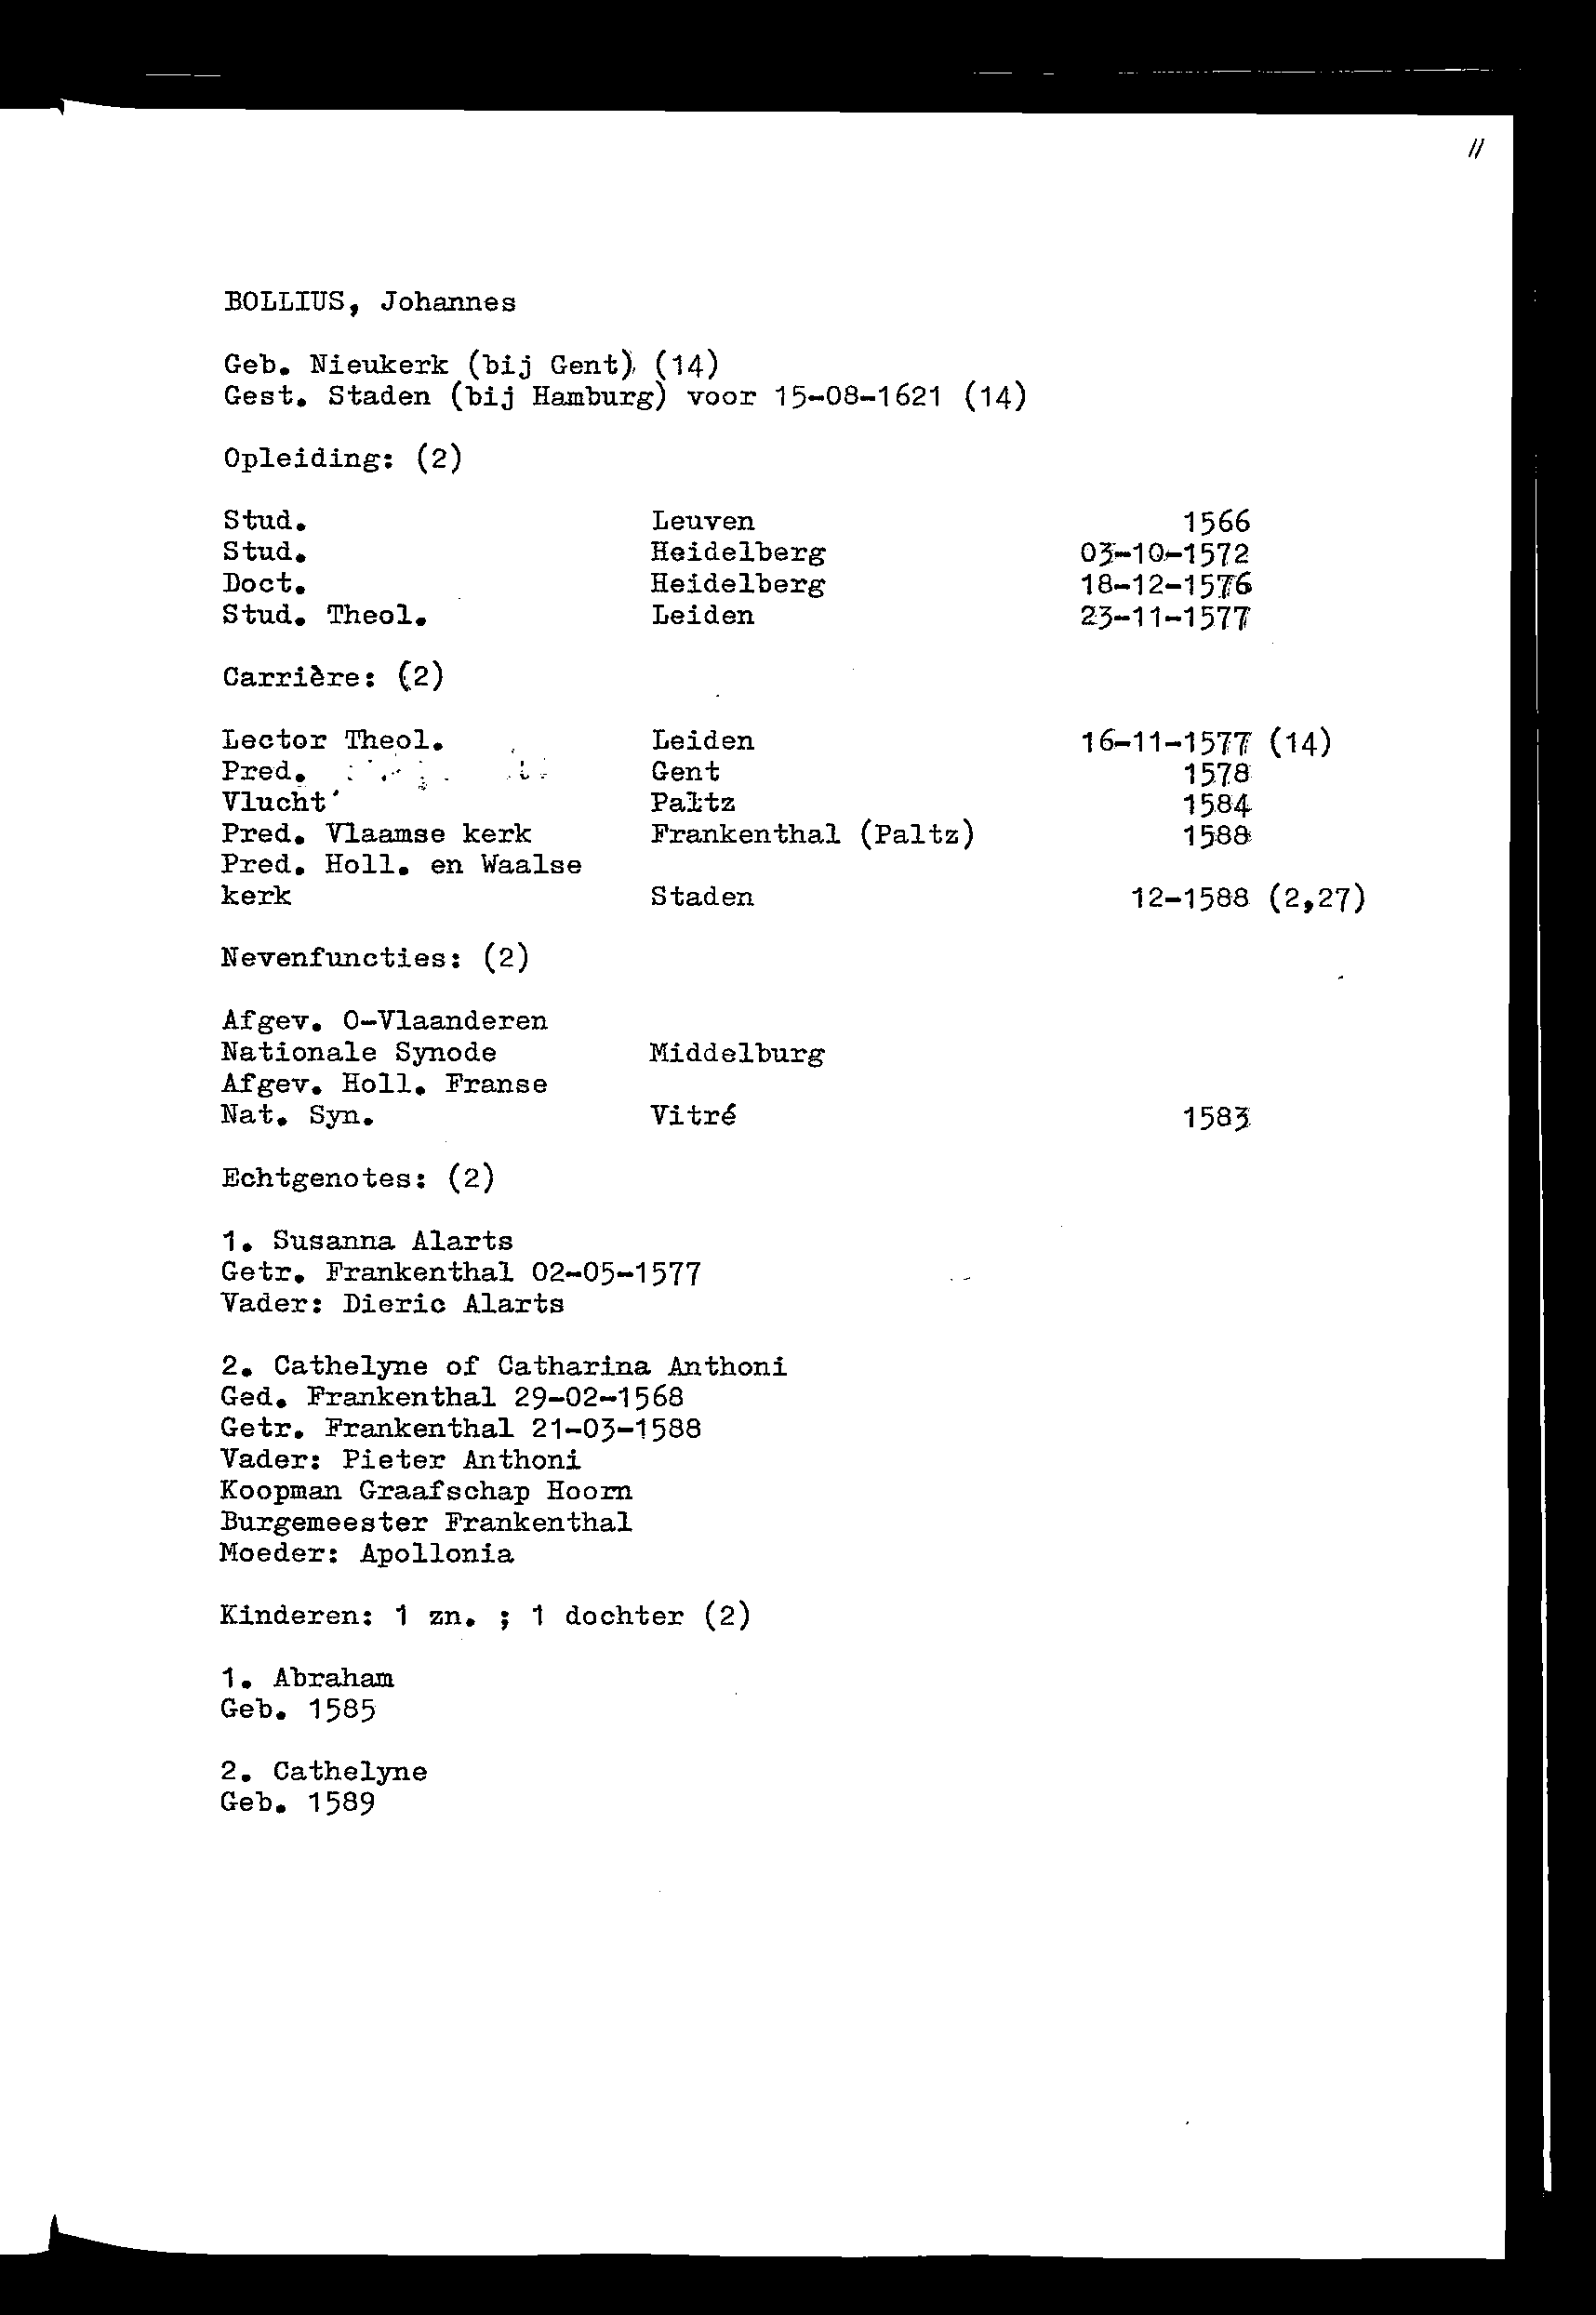 11
BOLLIUS, Johannes
Geb. Nieukerk (bij Gent) (14)
Gest. Staden (bij Hamburg) voor 15-08-1621 (14)
Opleiding: (2)
Stud. Leuven 1566
Stud. Heidelberg 03-10-1572
Doct. Heidelberg 18-12-1576
Stud. Theol. Leiden 23-11-1577
Carrière: (2)
Lector Theol. Leiden 16-11-1577 (14)
Pred. Gent 1578
Vlucht Paltz 1584
Pred. Vlaamse kerk Frankenthal (Paltz) 1588
Pred. Holl. en Waalse
kerk Staden 12-1588 (2,27)
Nevenfuncties: (2)
Afgev. O-Vlaanderen
Nationale Synode Middelburg
Afgev. Holl. Franse
Nat. Syn. Vitré 1583
Echtgenotes: (2)
1. Susanna Alarts
Getr. Frankenthal 02-05-1577
Vader: Dieric Alarts
2. Cathelyne of Catharina Anthoni
Ged. Frankenthal 29-02-1568
Getr. Frankenthal 21-03-1588
Vader: Pieter Anthoni
Koopman Graafschap Hoorn
Burgemeester Frankenthal
Moeder: Apollonia
Kinderen: 1 zn. ; 1 dochter (2)
1. Abraham
Geb. 1585
2. Cathelyne
Geb. 1589